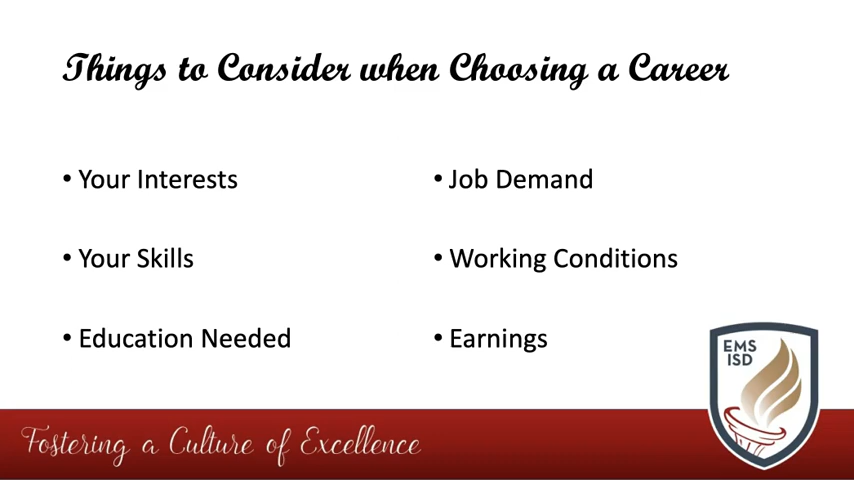 Things to Consider when Choosing a Career
• Your Interests
• Your Skills
• Education Needed
• Job Demand
• Working Conditions
• Earnings
EMS
ISD
Fostering a Culture of Excellence